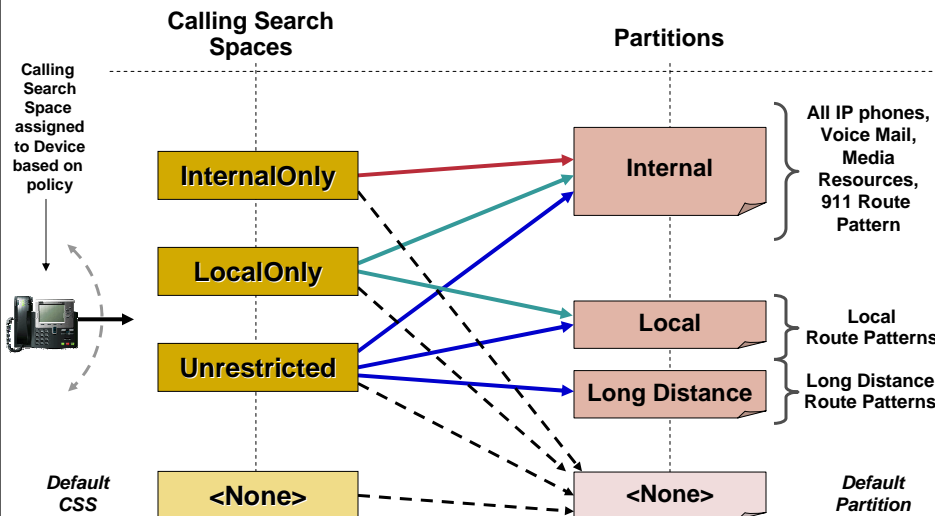 Calling Search
Spaces
Partitions
Calling
Search
Space
assigned
to Device
based on
policy
InternalOnly
Internal
All IP phones,
Voice Mail,
Media
Resources,
911 Route
Pattern
LocalOnly
Local
Local
Route Patterns
Unrestricted
Long Distance
Long Distance
Route Patterns
Default
CSS
<None>
<None>
Default
Partition